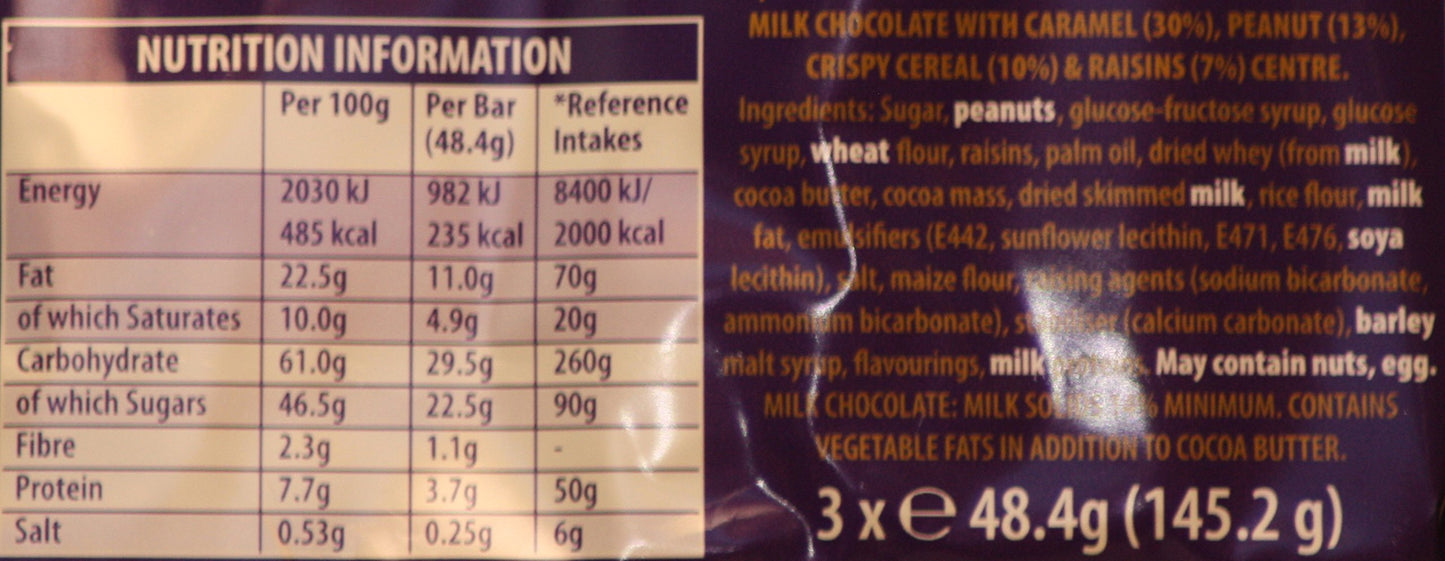 NUTRITION INFORMATION
Per 100g Per Bar (48.4g) *Reference Intakes
Energy 2030 kJ 982 kJ 8400 kJ/
485 kcal 235 kcal 2000 kcal
Fat 22.5g 11.0g 70g
of which Saturates 10.0g 4.9g 20g
Carbohydrate 61.0g 29.5g 260g
of which Sugars 46.5g 22.5g 90g
Fibre 2.3g 1.1g -
Protein 7.7g 3.7g 50g
Salt 0.53g 0.25g 6g
MILK CHOCOLATE WITH CARAMEL (30%), PEANUT (13%),
CRISPY CEREAL (10%) & RAISINS (7%) CENTRE.
Ingredients: Sugar, peanuts, glucose-fructose syrup, glucose
syrup, wheat flour, raisins, palm oil, dried whey (from milk),
cocoa butter, cocoa mass, dried skimmed milk, rice flour, milk
fat, emulsifiers (E442, sunflower lecithin, E471, E476, soya
lecithin), salt, maize flour, raising agents (sodium bicarbonate,
ammonium bicarbonate), (calcium carbonate), barley
malt syrup, flavourings, milk . May contain nuts, egg.
MILK CHOCOLATE: MILK MINIMUM. CONTAINS
VEGETABLE FATS IN ADDITION TO COCOA BUTTER.
3 x e 48.4g (145.2 g)